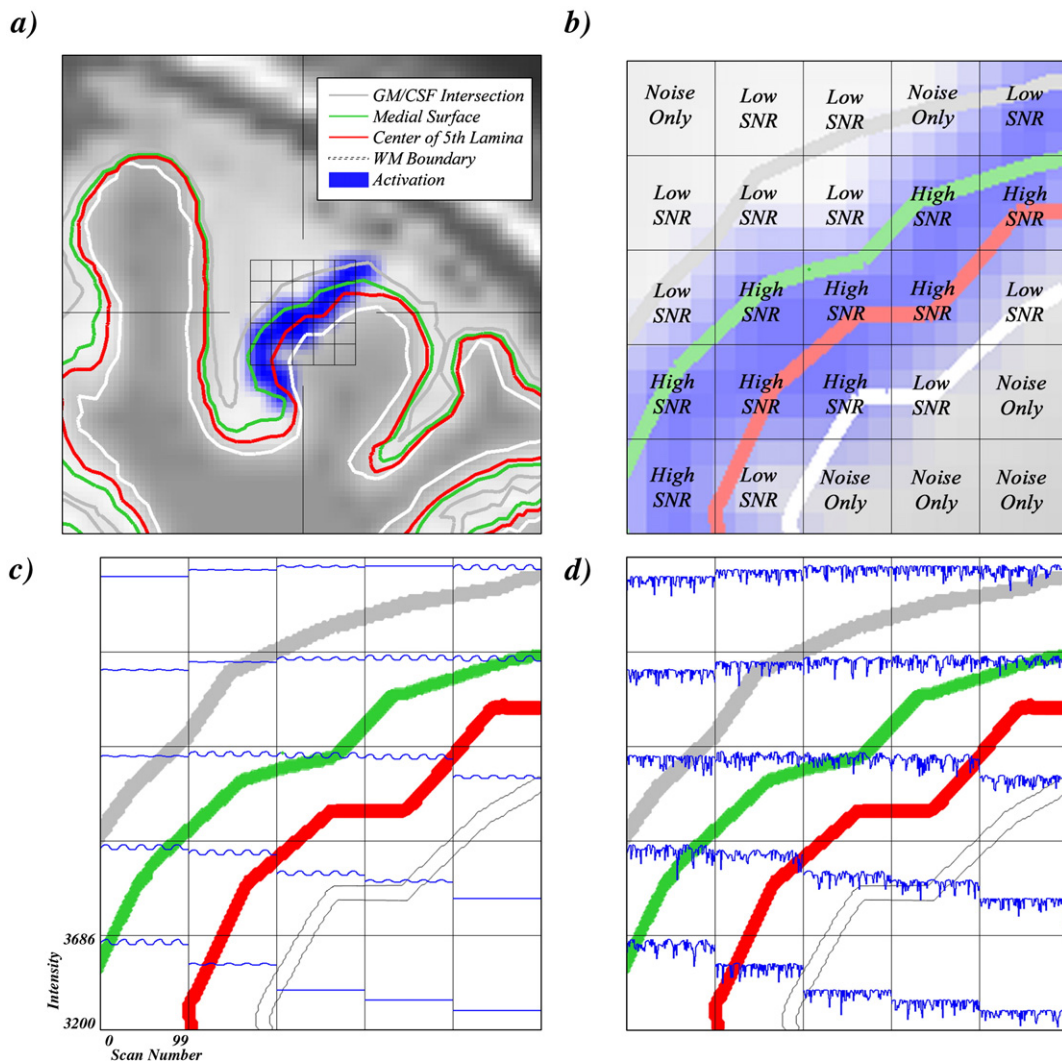 a)
GM/CSF Intersection
Medial Surface
Center of 5th Lamina
WM Boundary
Activation
b)
Noise Only
Low SNR
Low SNR
Noise Only
Low SNR
Low SNR
Low SNR
Low SNR
High SNR
High SNR
Low SNR
High SNR
High SNR
High SNR
Low SNR
High SNR
High SNR
High SNR
Low SNR
Noise Only
High SNR
Low SNR
Noise Only
Noise Only
Noise Only
c)
3686
Intensity
3200
0 99
Scan Number
d)